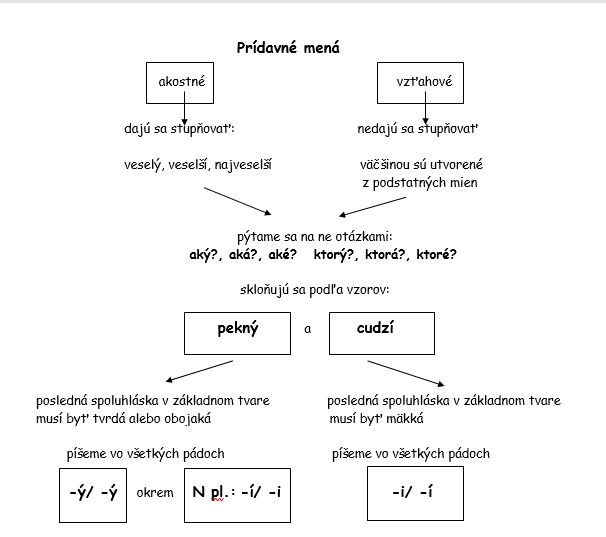 Prídavné mená
akostné
vzťahové
dajú sa stupňovať:
nedajú sa stupňovať
veselý, veselší, najveselší
väčšinou sú utvorené
z podstatných mien
pýtame sa na ne otázkami:
aký?, aká?, aké? ktorý?, ktorá?, ktoré?
skloňujú sa podľa vzorov:
pekný a cudzí
posledná spoluhláska v základnom tvare
musí byť tvrdá alebo obojaká
posledná spoluhláska v základnom tvare
musí byť mäkká
píšeme vo všetkých pádoch
píšeme vo všetkých pádoch
-ý/ -ý okrem N pl.: -í/ -i
-i/ -í